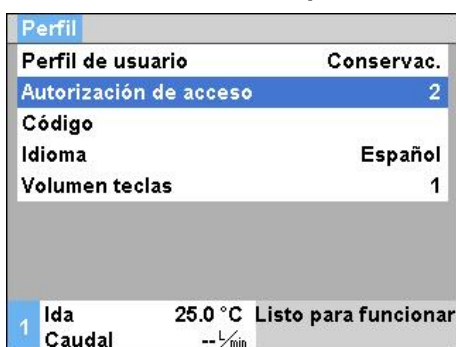 Perfil
Perfil de usuario Conservac.
Autorización de acceso 2
Código
Idioma Español
Volumen teclas 1
1 Ida 25.0 °C Listo para funcionar
Caudal -- L/min